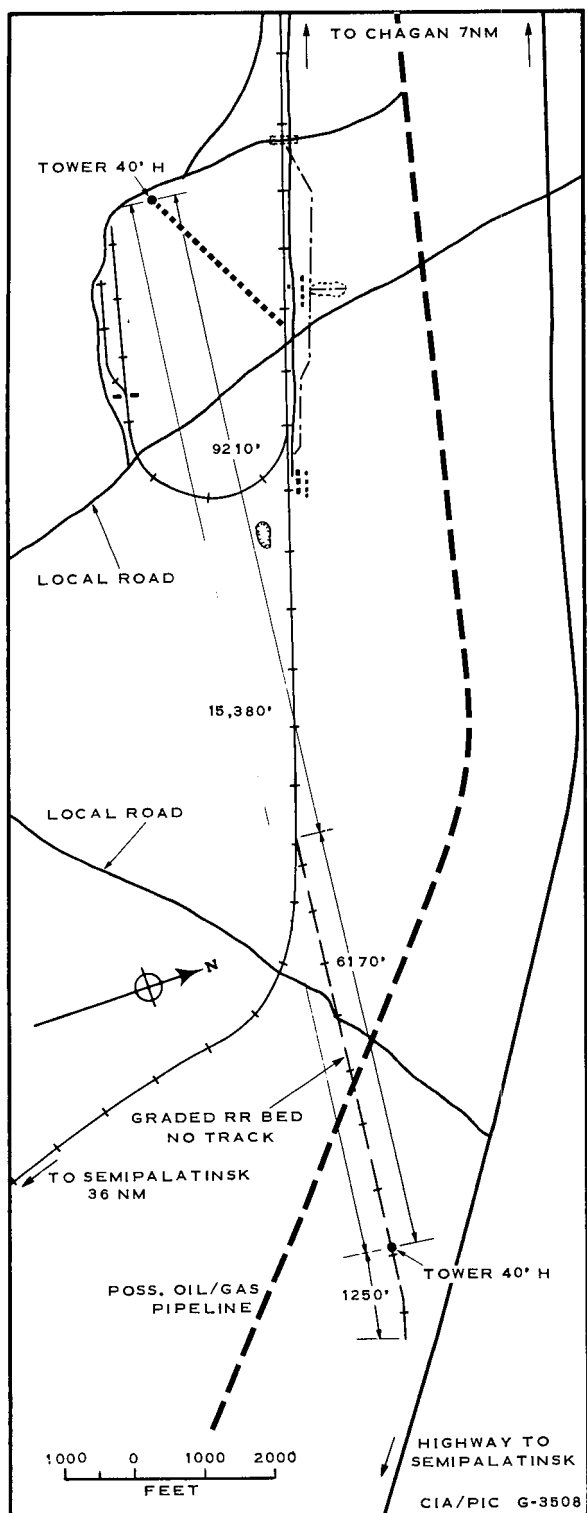 TO CHAGAN 7NM
TOWER 40' H
9210'
LOCAL ROAD
15,380'
LOCAL ROAD
N
6170'
GRADED RR BED
NO TRACK
TO SEMIPALATINSK
36 NM
TOWER 40' H
POSS. OIL/GAS
PIPELINE
1250'
HIGHWAY TO
SEMIPALATINSK
1000 0 1000 2000
FEET
CIA/PIC G-3508